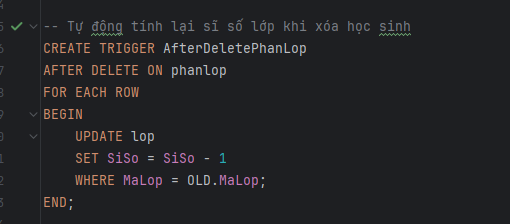 -- Tự động tính lại sĩ số lớp khi xóa học sinh
CREATE TRIGGER AfterDeletePhanLop
AFTER DELETE ON phanlop
FOR EACH ROW
BEGIN
    UPDATE lop
    SET SiSo = SiSo - 1
    WHERE MaLop = OLD.MaLop;
END;